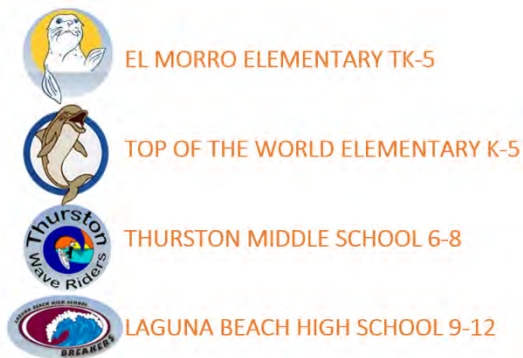 EL MORRO ELEMENTARY TK-5
TOP OF THE WORLD ELEMENTARY K-5
Thurston
Wave Riders
THURSTON MIDDLE SCHOOL 6-8
LAGUNA BEACH HIGH SCHOOL
BREAKERS
LAGUNA BEACH HIGH SCHOOL 9-12